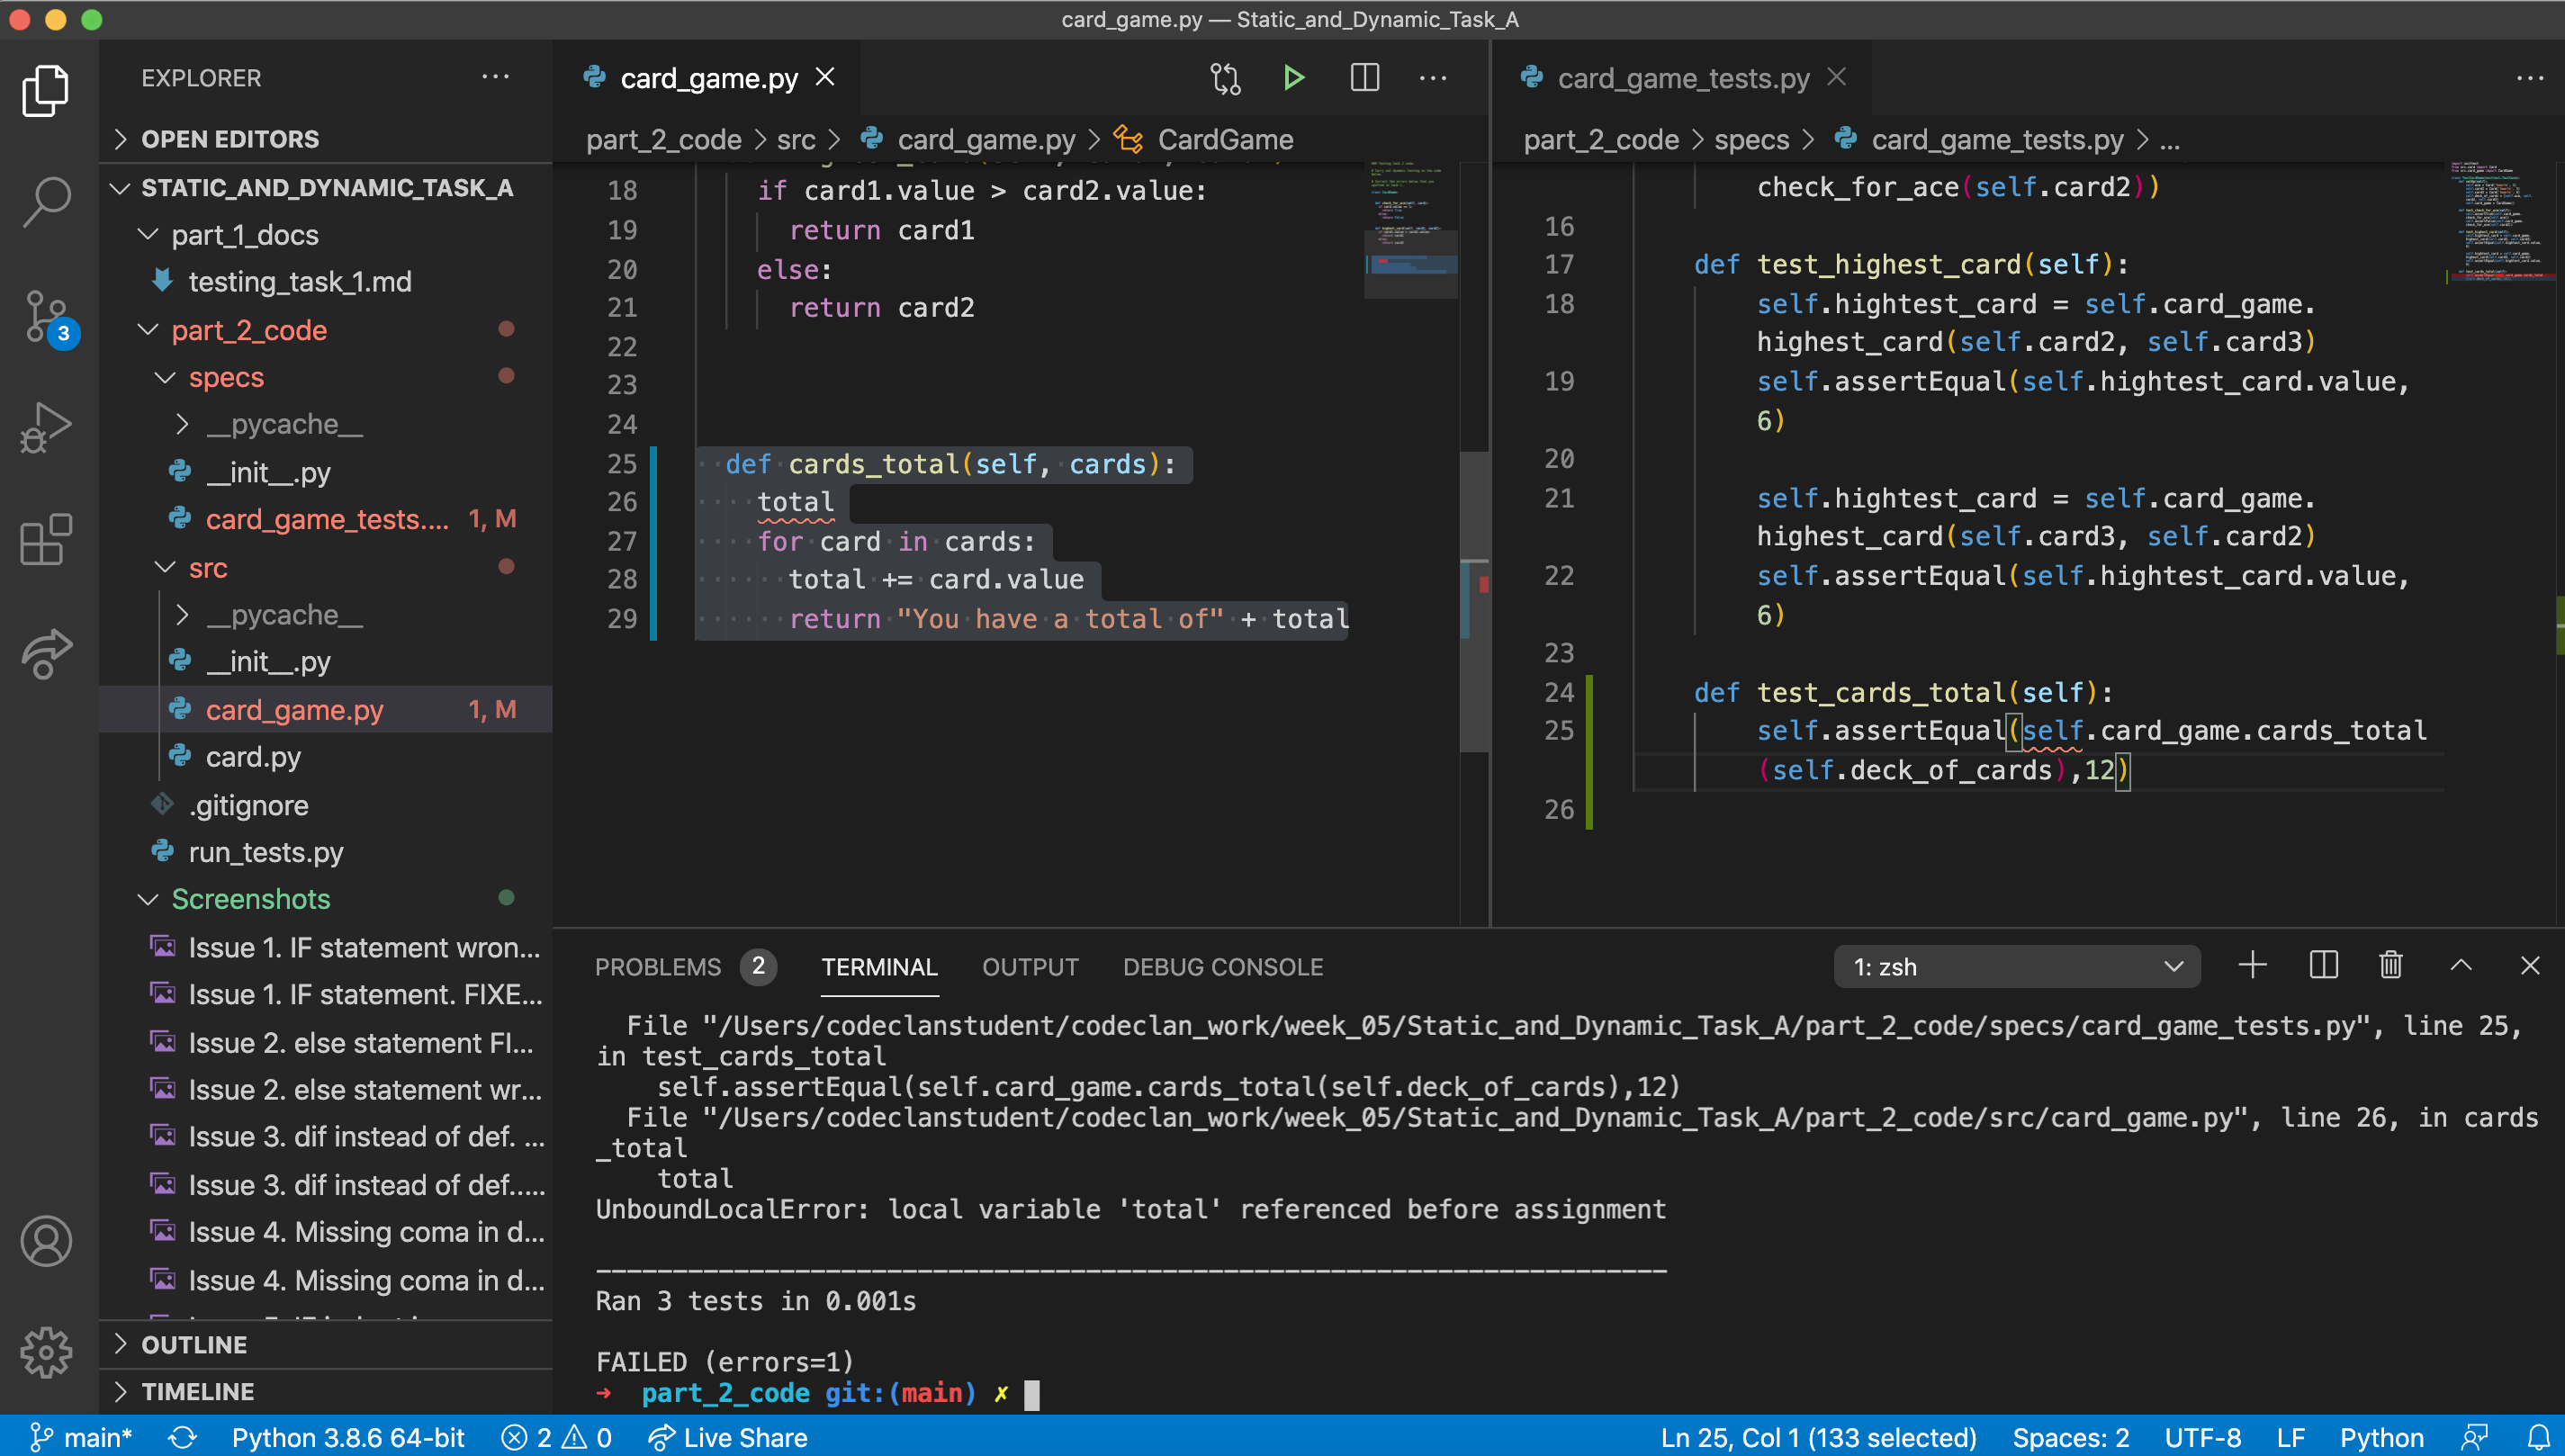 card_game.py — Static_and_Dynamic_Task_A
EXPLORER
OPEN EDITORS
STATIC_AND_DYNAMIC_TASK_A
part_1_docs
testing_task_1.md
part_2_code
specs
__pycache__
__init__.py
card_game_tests.... 1, M
src
__pycache__
__init__.py
card_game.py 1, M
card.py
.gitignore
run_tests.py
Screenshots
Issue 1. IF statement wron...
Issue 1. IF statement. FIXE...
Issue 2. else statement FI...
Issue 2. else statement wr...
Issue 3. dif instead of def. ...
Issue 3. dif instead of def.....
Issue 4. Missing coma in d...
Issue 4. Missing coma in d...
OUTLINE
TIMELINE
3
card_game.py
part_2_code > src > card_game.py > CardGame
18 if card1.value > card2.value:
19 return card1
20 else:
21 return card2
22
23
24
25 def cards_total(self, cards):
26 total
27 for card in cards:
28 total += card.value
29 return "You have a total of" + total
card_game_tests.py
part_2_code > specs > card_game_tests.py > ...
check_for_ace(self.card2))
16
17 def test_highest_card(self):
18 self.hightest_card = self.card_game.
highest_card(self.card2, self.card3)
19 self.assertEqual(self.hightest_card.value,
6)
20
21 self.hightest_card = self.card_game.
highest_card(self.card3, self.card2)
22 self.assertEqual(self.hightest_card.value,
6)
23
24 def test_cards_total(self):
25 self.assertEqual(self.card_game.cards_total
(self.deck_of_cards),12)
26
PROBLEMS 2 TERMINAL OUTPUT DEBUG CONSOLE 1: zsh
File "/Users/codeclanstudent/codeclan_work/week_05/Static_and_Dynamic_Task_A/part_2_code/specs/card_game_tests.py", line 25,
in test_cards_total
self.assertEqual(self.card_game.cards_total(self.deck_of_cards),12)
File "/Users/codeclanstudent/codeclan_work/week_05/Static_and_Dynamic_Task_A/part_2_code/src/card_game.py", line 26, in cards
_total
total
UnboundLocalError: local variable 'total' referenced before assignment
----------------------------------------------------------------------
Ran 3 tests in 0.001s
FAILED (errors=1)
➜ part_2_code git:(main) ✗
main* Python 3.8.6 64-bit 2 0 Live Share Ln 25, Col 1 (133 selected) Spaces: 2 UTF-8 LF Python